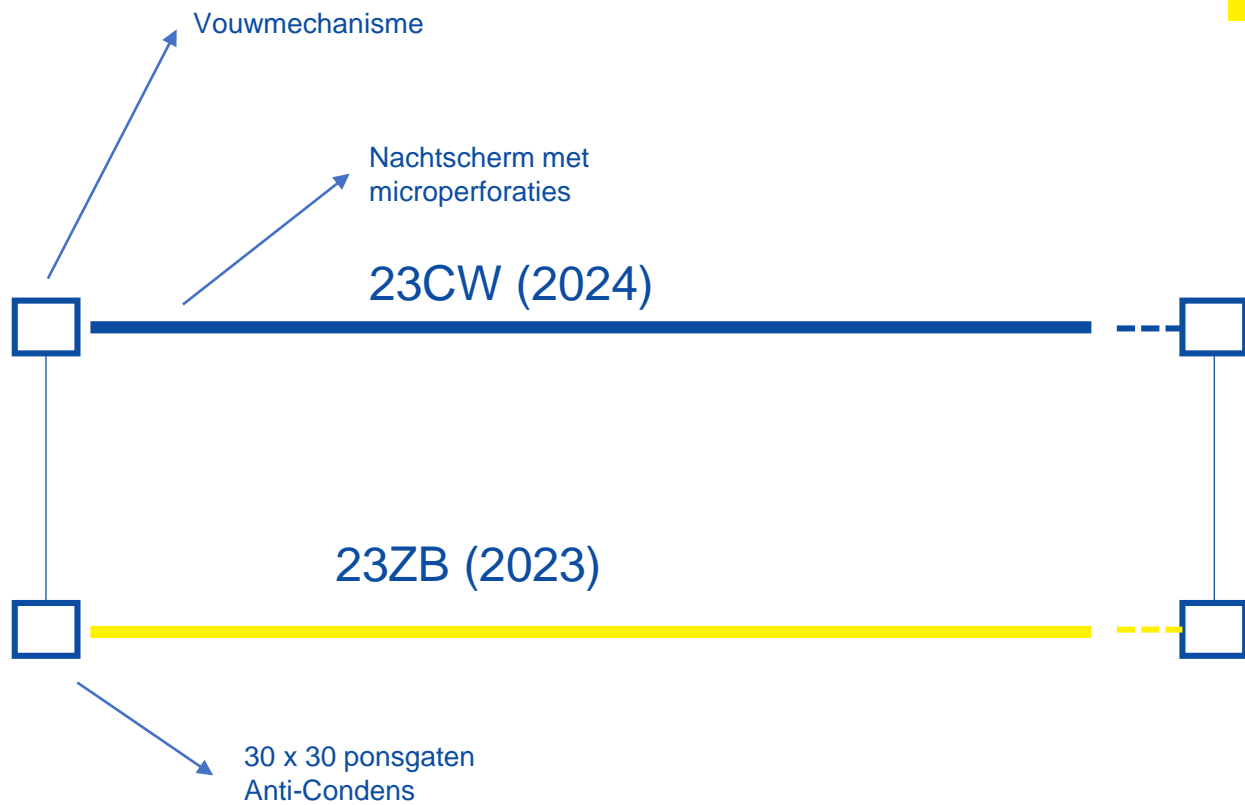 Vouwmechanisme
Nachtscherm met
microperforaties
23CW (2024)
23ZB (2023)
30 x 30 ponsgaten
Anti-Condens